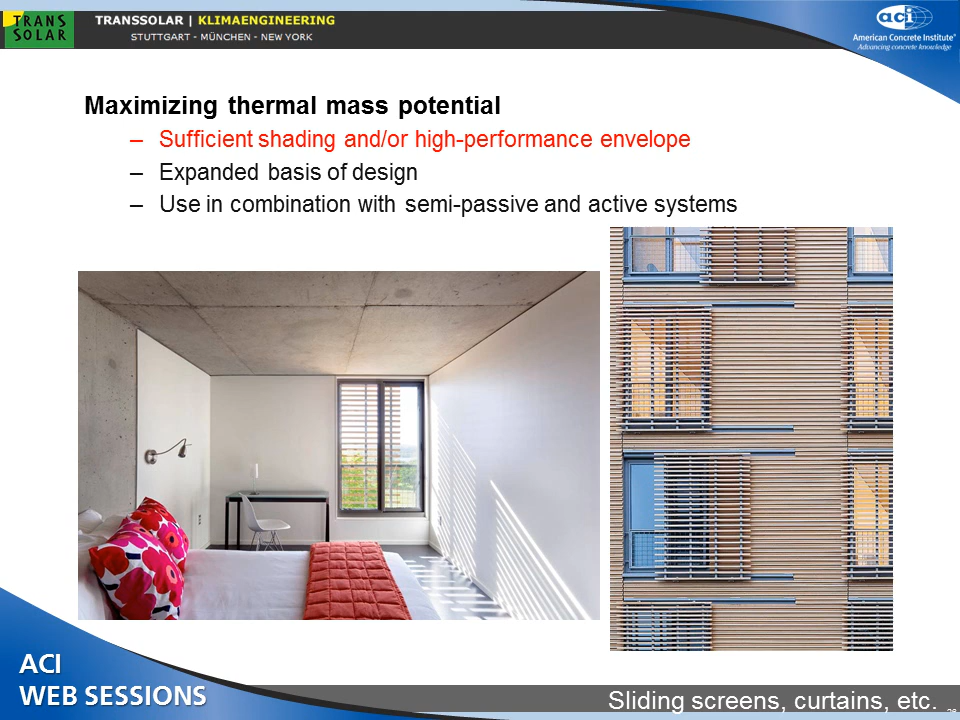 TRANS
SOLAR
TRANSSOLAR | KLIMAENGINEERING
STUTTGART - MÜNCHEN - NEW YORK
aci
American Concrete Institute®
Advancing concrete knowledge
Maximizing thermal mass potential
– Sufficient shading and/or high-performance envelope
– Expanded basis of design
– Use in combination with semi-passive and active systems
ACI
WEB SESSIONS
Sliding screens, curtains, etc.